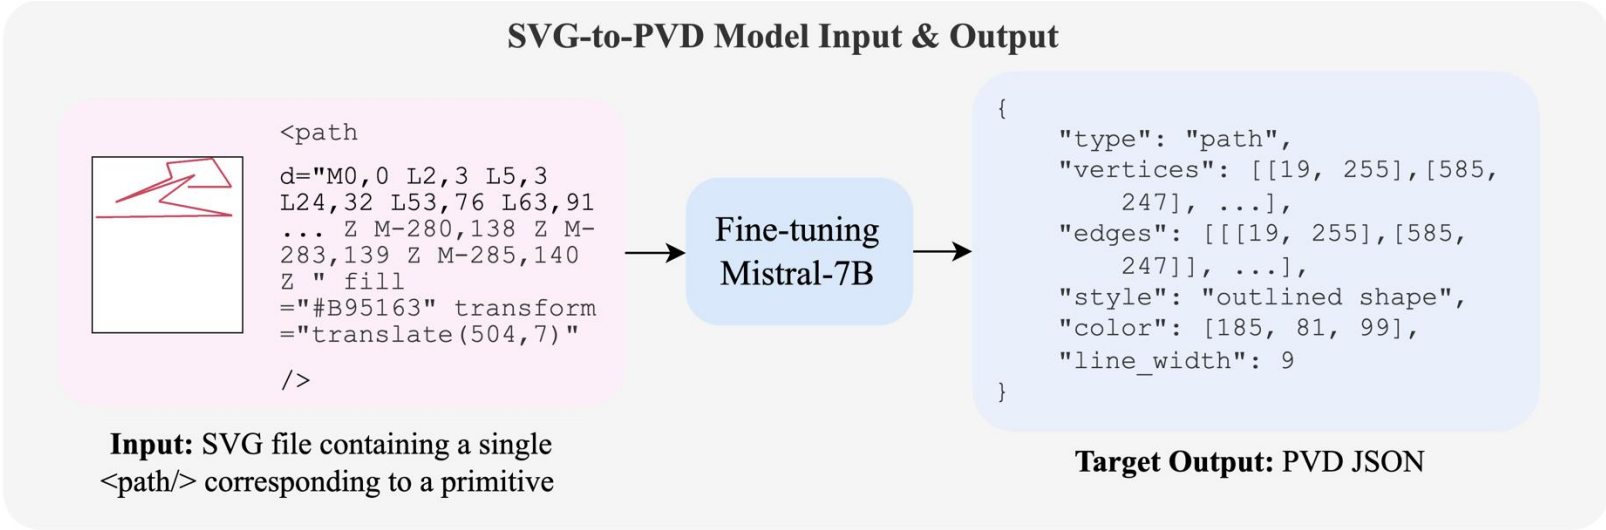 SVG-to-PVD Model Input & Output
<path
d="M0,0 L2,3 L5,3
L24,32 L53,76 L63,91
... Z M-280,138 Z M-
283,139 Z M-285,140
Z " fill
="#B95163" transform
="translate(504,7)"
/>
Input: SVG file containing a single
<path/> corresponding to a primitive
Fine-tuning
Mistral-7B
{
"type": "path",
"vertices": [[19, 255],[585,
247], ...],
"edges": [[[19, 255],[585,
247]], ...],
"style": "outlined shape",
"color": [185, 81, 99],
"line_width": 9
}
Target Output: PVD JSON